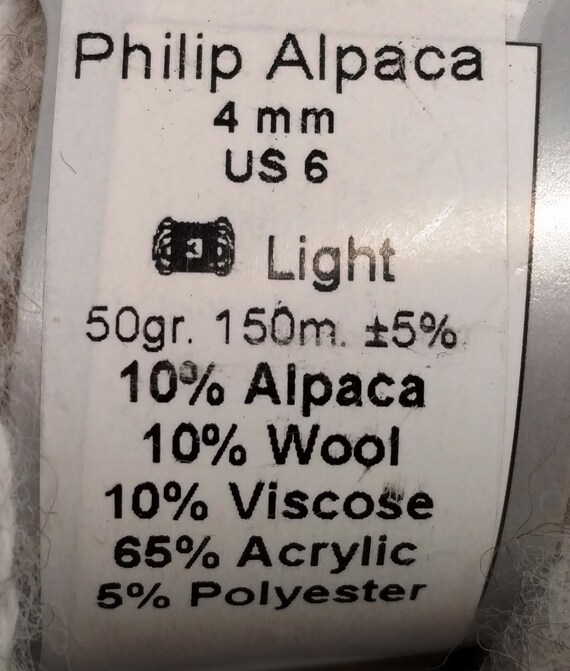 Philip Alpaca
4 mm
US 6
3 Light
50gr. 150m. ±5%
10% Alpaca
10% Wool
10% Viscose
65% Acrylic
5% Polyester